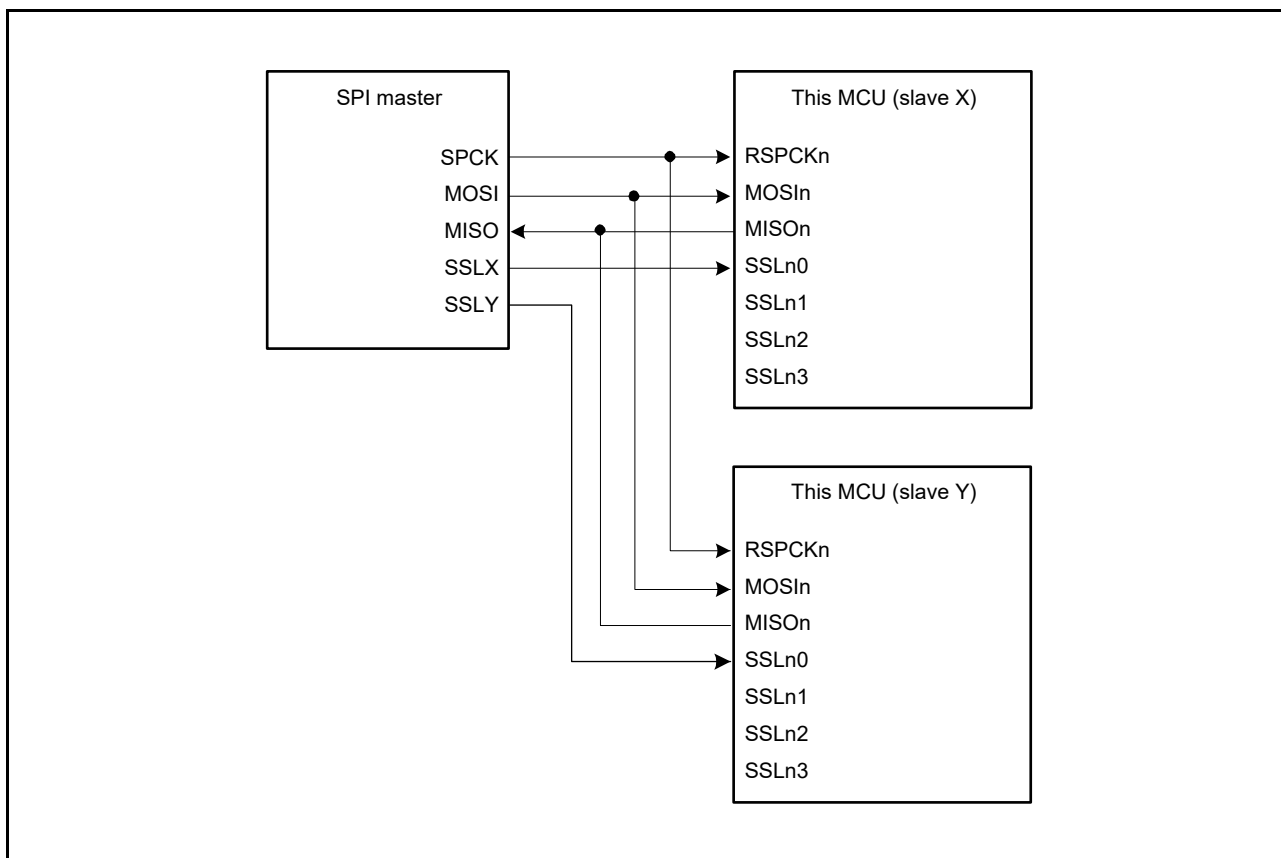 SPI master
SPCK
MOSI
MISO
SSLX
SSLY
This MCU (slave X)
RSPCKn
MOSIn
MISOn
SSLn0
SSLn1
SSLn2
SSLn3
This MCU (slave Y)
RSPCKn
MOSIn
MISOn
SSLn0
SSLn1
SSLn2
SSLn3